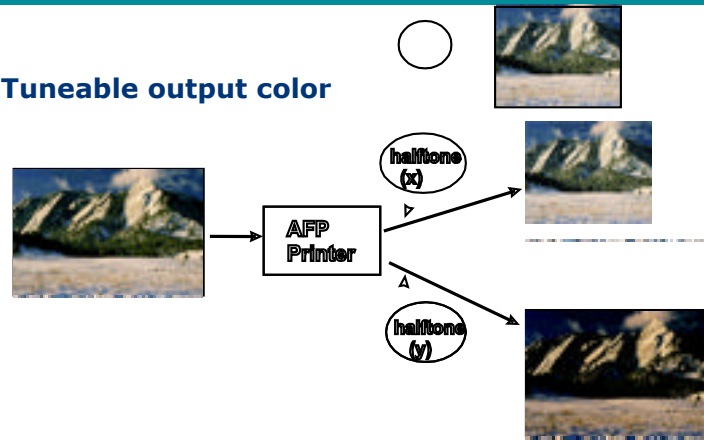 Tuneable output color
halftone
(x)
AFP
Printer
halftone
(y)